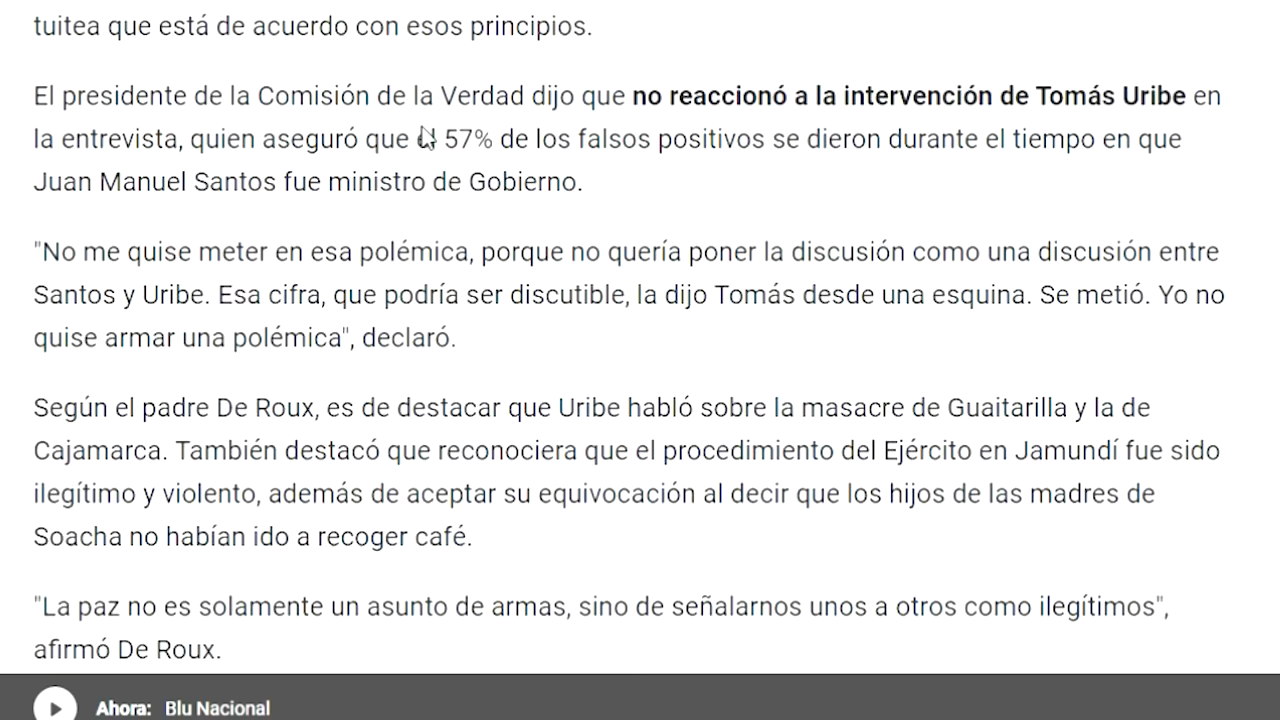 tuitea que está de acuerdo con esos principios.
El presidente de la Comisión de la Verdad dijo que no reaccionó a la intervención de Tomás Uribe en
la entrevista, quien aseguró que 57% de los falsos positivos se dieron durante el tiempo en que
Juan Manuel Santos fue ministro de Gobierno.
"No me quise meter en esa polémica, porque no quería poner la discusión como una discusión entre
Santos y Uribe. Esa cifra, que podría ser discutible, la dijo Tomás desde una esquina. Se metió. Yo no
quise armar una polémica", declaró.
Según el padre De Roux, es de destacar que Uribe habló sobre la masacre de Guaitarilla y la de
Cajamarca. También destacó que reconociera que el procedimiento del Ejército en Jamundí fue sido
ilegítimo y violento, además de aceptar su equivocación al decir que los hijos de las madres de
Soacha no habían ido a recoger café.
"La paz no es solamente un asunto de armas, sino de señalarnos unos a otros como ilegítimos",
afirmó De Roux.
Ahora: Blu Nacional